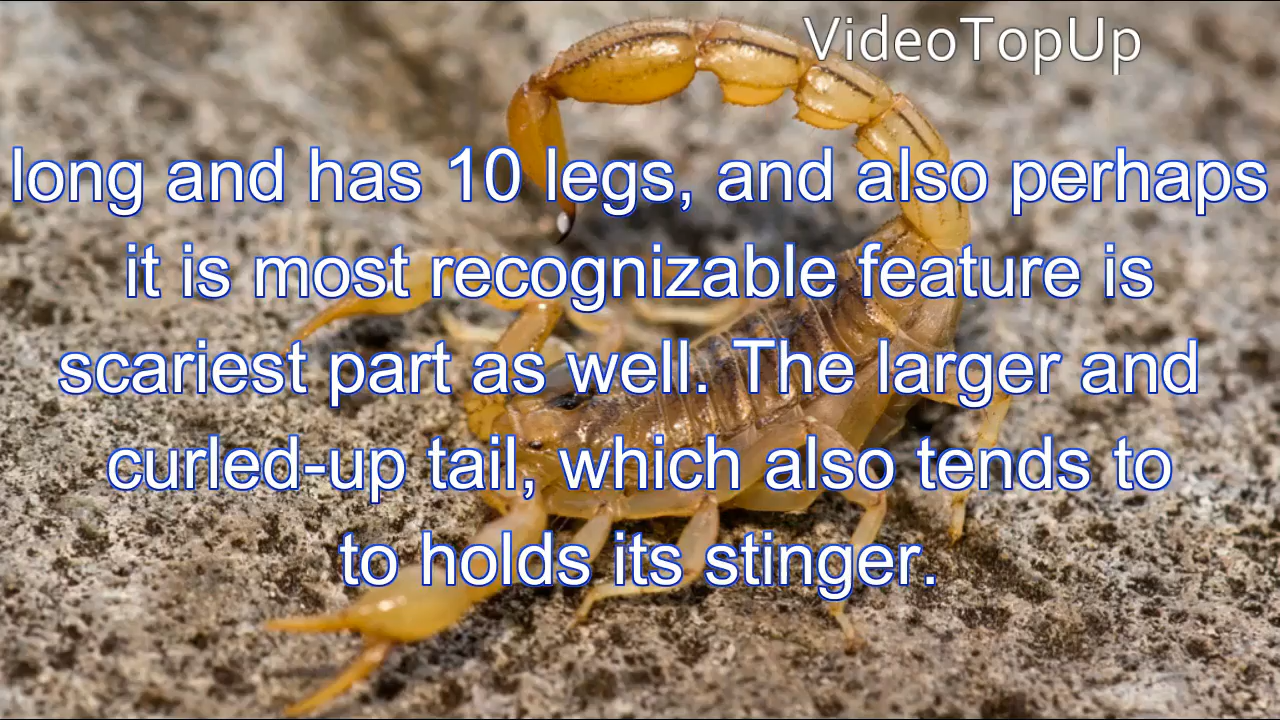 VideoTopUp
long and has 10 legs, and also perhaps
it is most recognizable feature is
scariest part as well. The larger and
curled-up tail, which also tends to
to holds its stinger.